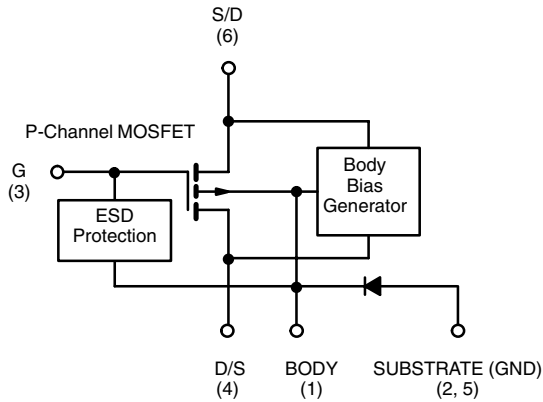 S/D
(6)
P-Channel MOSFET
G
(3)
ESD
Protection
Body
Bias
Generator
D/S
(4)
BODY
(1)
SUBSTRATE (GND)
(2, 5)